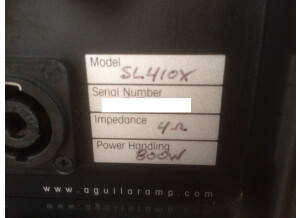 Model
SL410X
Serial Number
Impedance
4Ω
Power Handling
800W
www.aguilaramp.com